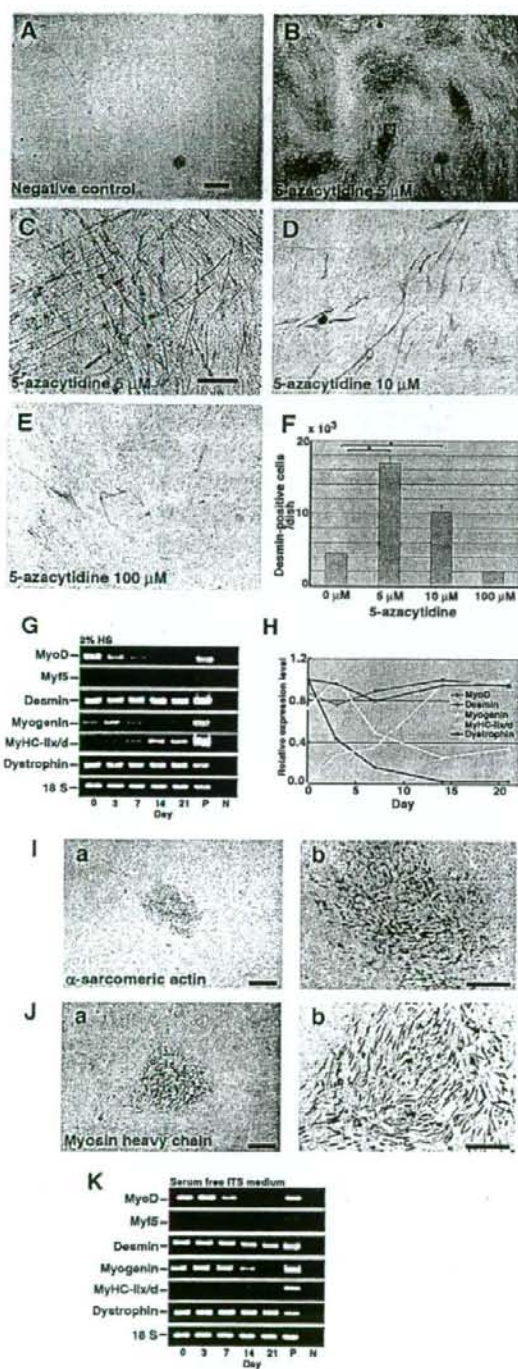 A
Negative control
B
5-azacytidine 5 μM
C
5-azacytidine 5 μM
D
5-azacytidine 10 μM
E
5-azacytidine 100 μM
F
x 10³
Desmin-positive cells
/dish
20
10
0
0 μM
5 μM
10 μM
100 μM
5-azacytidine
G
2% HS
MyoD
Myf5
Desmin
Myogenin
MyHC-IIx/d
Dystrophin
18 S
0 3 7 14 21 P N
Day
H
Relative expression level
1.2
0.8
0.4
0
0 5 10 15 20
Day
MyoD
Desmin
Myogenin
MyHC-IIx/d
Dystrophin
I
a
α-sarcomeric actin
b
J
a
Myosin heavy chain
b
K
Serum free ITS medium
MyoD
Myf5
Desmin
Myogenin
MyHC-IIx/d
Dystrophin
18 S
0 3 7 14 21 P N
Day